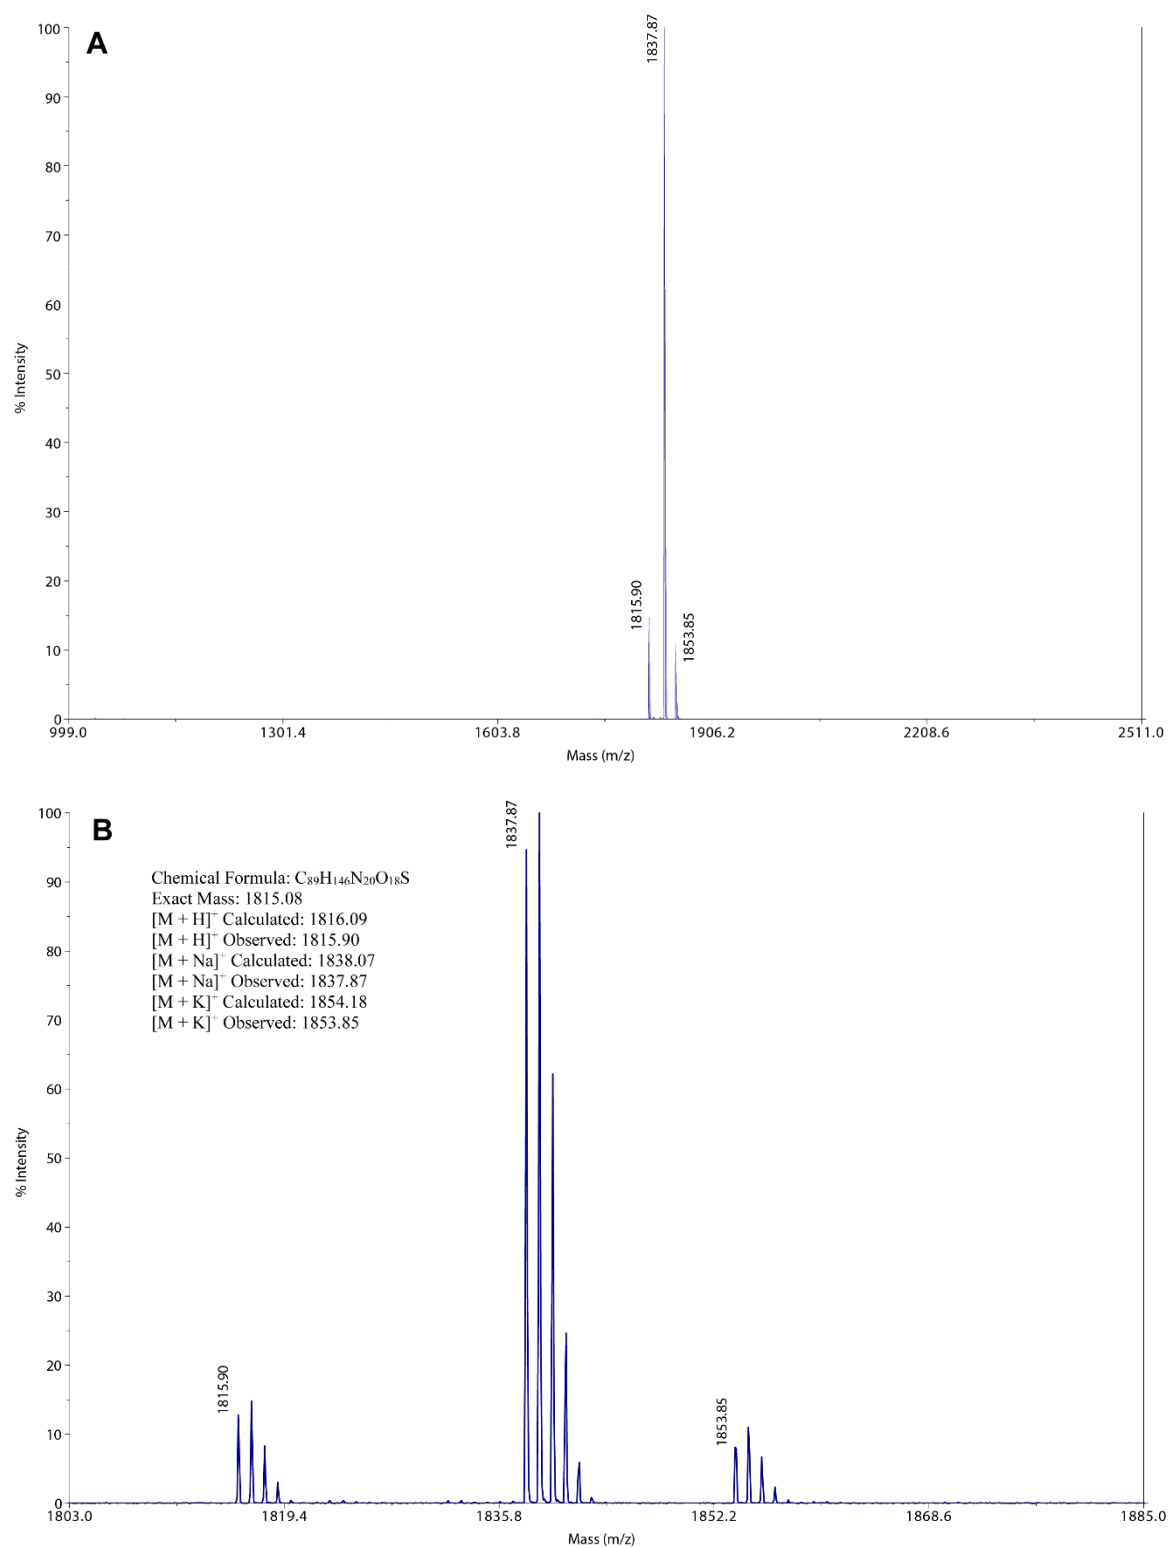 A
100
90
80
70
60
50
40
30
20
10
0
% Intensity
1837.87
1815.90
1853.85
999.0 1301.4 1603.8 1906.2 2208.6 2511.0
Mass (m/z)
B
100
90
80
70
60
50
40
30
20
10
0
% Intensity
1837.87
Chemical Formula: C₈₉H₁₄₆N₂₀O₁₈S
Exact Mass: 1815.08
[M + H]⁺ Calculated: 1816.09
[M + H]⁺ Observed: 1815.90
[M + Na]⁺ Calculated: 1838.07
[M + Na]⁺ Observed: 1837.87
[M + K]⁺ Calculated: 1854.18
[M + K]⁺ Observed: 1853.85
1815.90
1853.85
1803.0 1819.4 1835.8 1852.2 1868.6 1885.0
Mass (m/z)